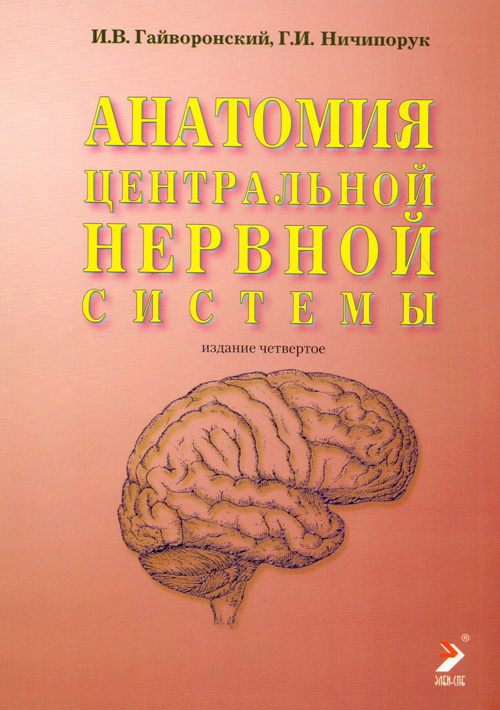 И.В. Гайворонский, Г.И. Ничипорук
АНАТОМИЯ
ЦЕНТРАЛЬНОЙ
НЕРВНОЙ
СИСТЕМЫ
издание четвертое
®
ЭЛБИ-СПб